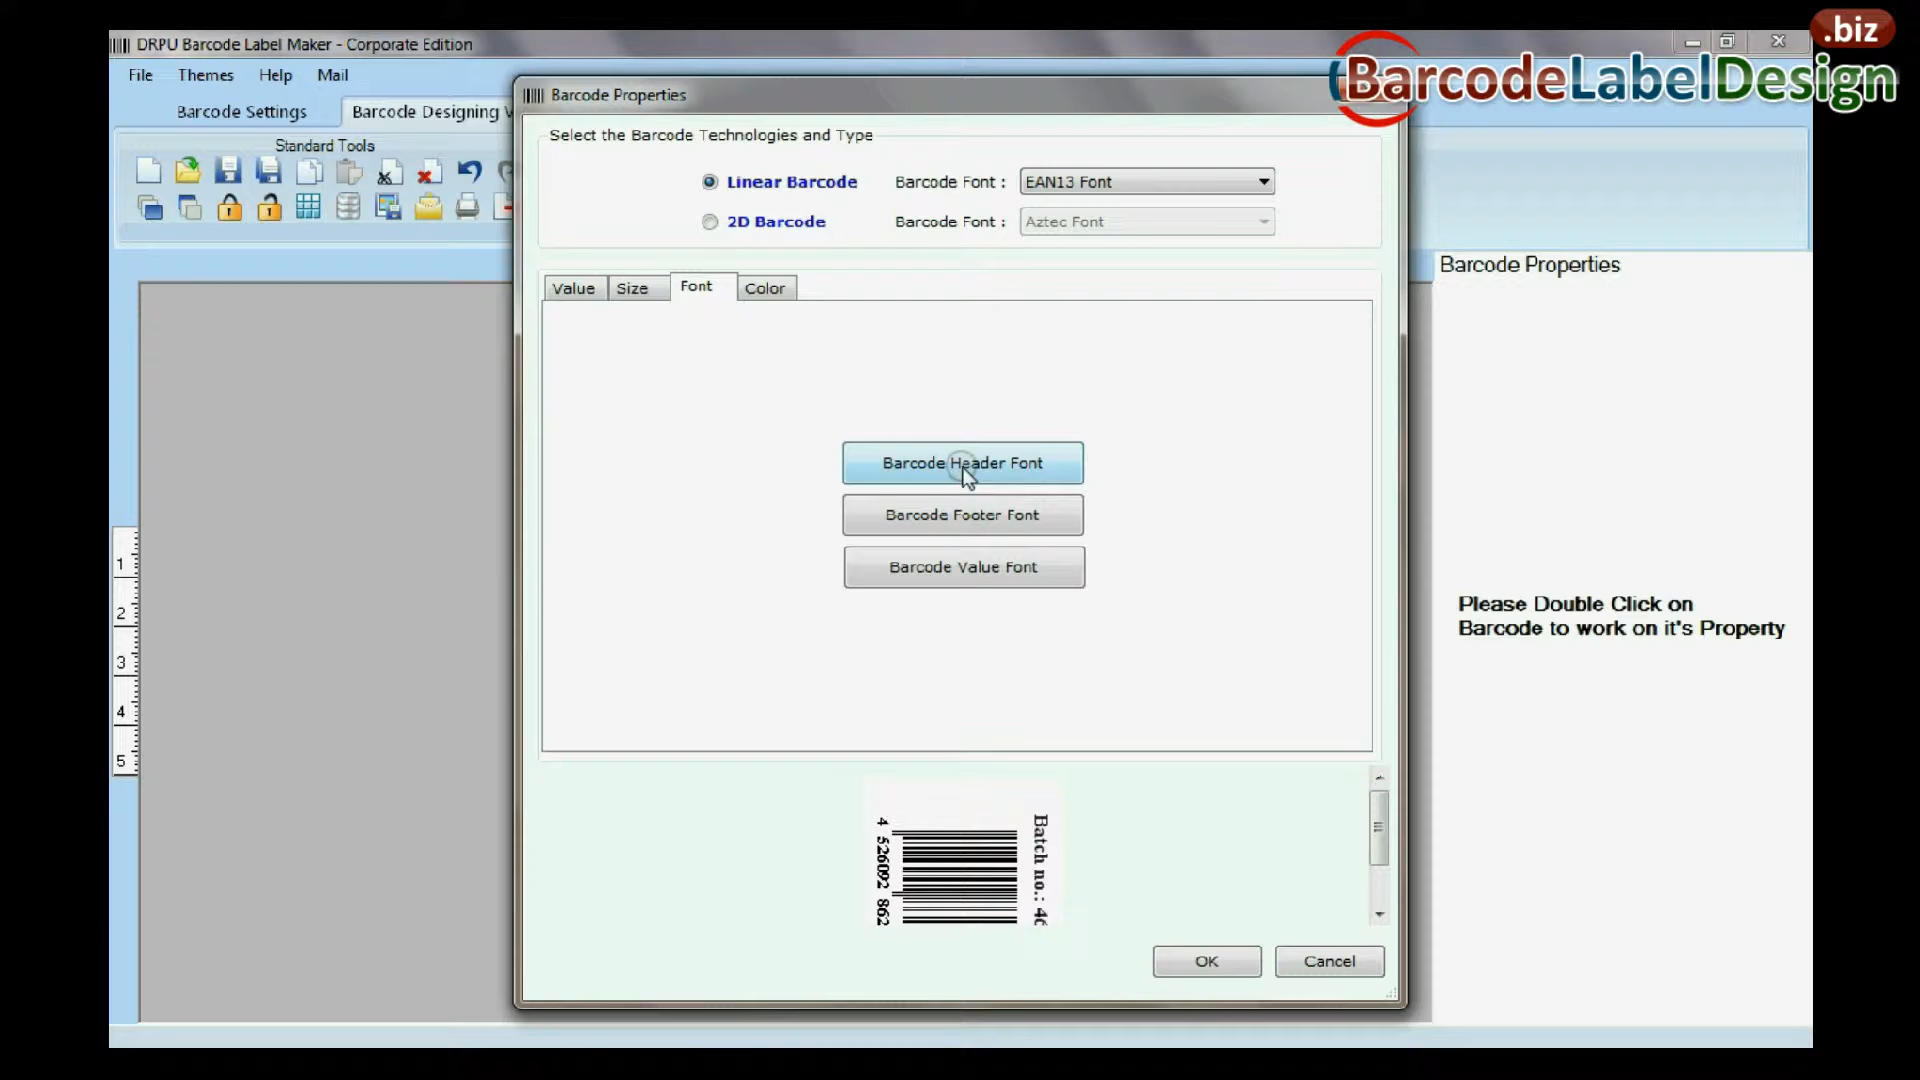 .biz
BarcodeLabelDesign
DRPU Barcode Label Maker - Corporate Edition
File Themes Help Mail
Barcode Settings Barcode Designing
Standard Tools
Barcode Properties
Select the Barcode Technologies and Type
Linear Barcode Barcode Font : EAN13 Font
2D Barcode Barcode Font : Aztec Font
Value Size Font Color
Barcode Header Font
Barcode Footer Font
Barcode Value Font
4 526092 862
Batch no.: 46
OK Cancel
Barcode Properties
Please Double Click on
Barcode to work on it's Property
1
2
3
4
5